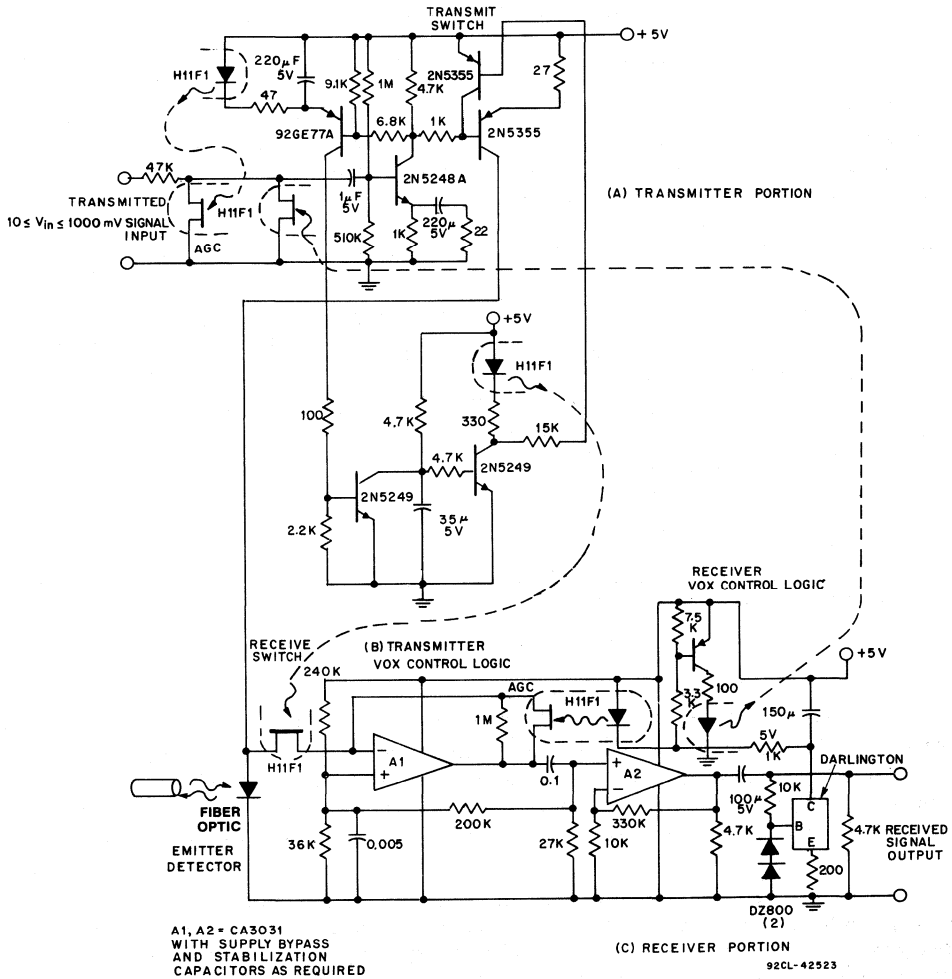 TRANSMIT
SWITCH
+5V
H11F1
220µF
5V
47
9.1K
1M
4.7K
2N5355
27
92GE77A
6.8K
1K
2N5355
47K
1µF
5V
2N5248A
(A) TRANSMITTER PORTION
TRANSMITTED
10 ≤ Vin ≤ 1000 mV SIGNAL
INPUT
H11F1
AGC
510K
1K
220µ
5V
22
+5V
H11F1
100
4.7K
330
15K
4.7K
2N5249
2N5249
2.2K
35µ
5V
RECEIVER
VOX CONTROL LOGIC
RECEIVE
SWITCH
240K
(B) TRANSMITTER
VOX CONTROL LOGIC
7.5
K
+5V
AGC
H11F1
3.3
K
100
150µ
1M
5V
1K
DARLINGTON
H11F1
−
+
A1
0.1
+
−
A2
100µ
5V
10K
C
B
E
FIBER
OPTIC
EMITTER
DETECTOR
36K
0.005
200K
27K
330K
10K
4.7K
200
4.7K RECEIVED
SIGNAL
OUTPUT
DZ800
(2)
A1, A2 = CA3031
WITH SUPPLY BYPASS
AND STABILIZATION
CAPACITORS AS REQUIRED
(C) RECEIVER PORTION
92CL-42523